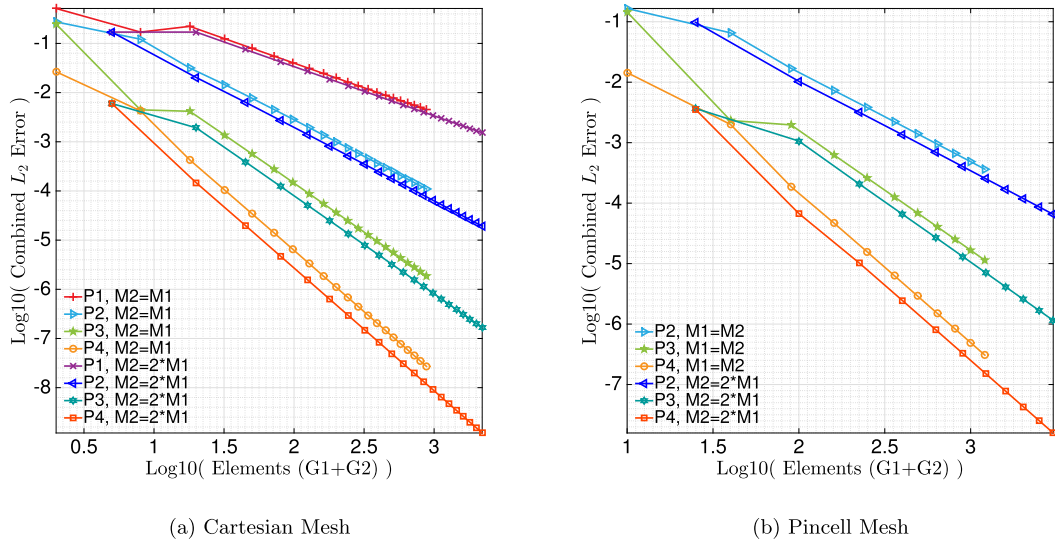 Log10( Combined L2 Error )
-1
-2
-3
-4
-5
-6
-7
-8
P1, M2=M1
P2, M2=M1
P3, M2=M1
P4, M2=M1
P1, M2=2*M1
P2, M2=2*M1
P3, M2=2*M1
P4, M2=2*M1
0.5 1 1.5 2 2.5 3
Log10( Elements (G1+G2) )
(a) Cartesian Mesh
Log10( Combined L2 Error )
-1
-2
-3
-4
-5
-6
-7
P2, M1=M2
P3, M1=M2
P4, M1=M2
P2, M2=2*M1
P3, M2=2*M1
P4, M2=2*M1
1 1.5 2 2.5 3
Log10( Elements (G1+G2) )
(b) Pincell Mesh